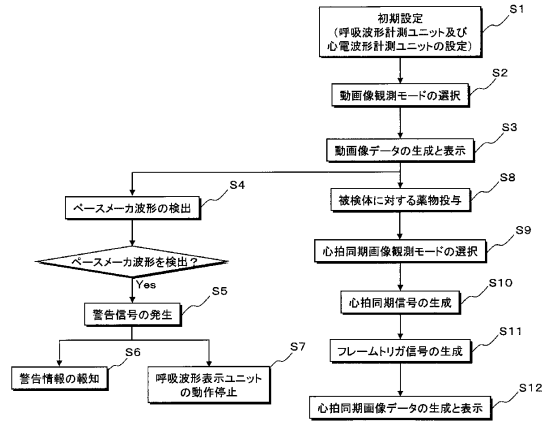 S1
初期設定
(呼吸波形計測ユニット及び
心電波形計測ユニットの設定)
S2
動画像観測モードの選択
S3
動画像データの生成と表示
S4
ペースメーカ波形の検出
ペースメーカ波形を検出?
Yes
S5
警告信号の発生
S6
警告情報の報知
S7
呼吸波形表示ユニット
の動作停止
S8
被検体に対する薬物投与
S9
心拍同期画像観測モードの選択
S10
心拍同期信号の生成
S11
フレームトリガ信号の生成
S12
心拍同期画像データの生成と表示